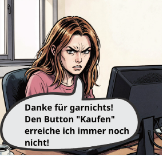 Danke für garnichts!
Den Button "Kaufen"
erreiche ich immer noch
nicht!